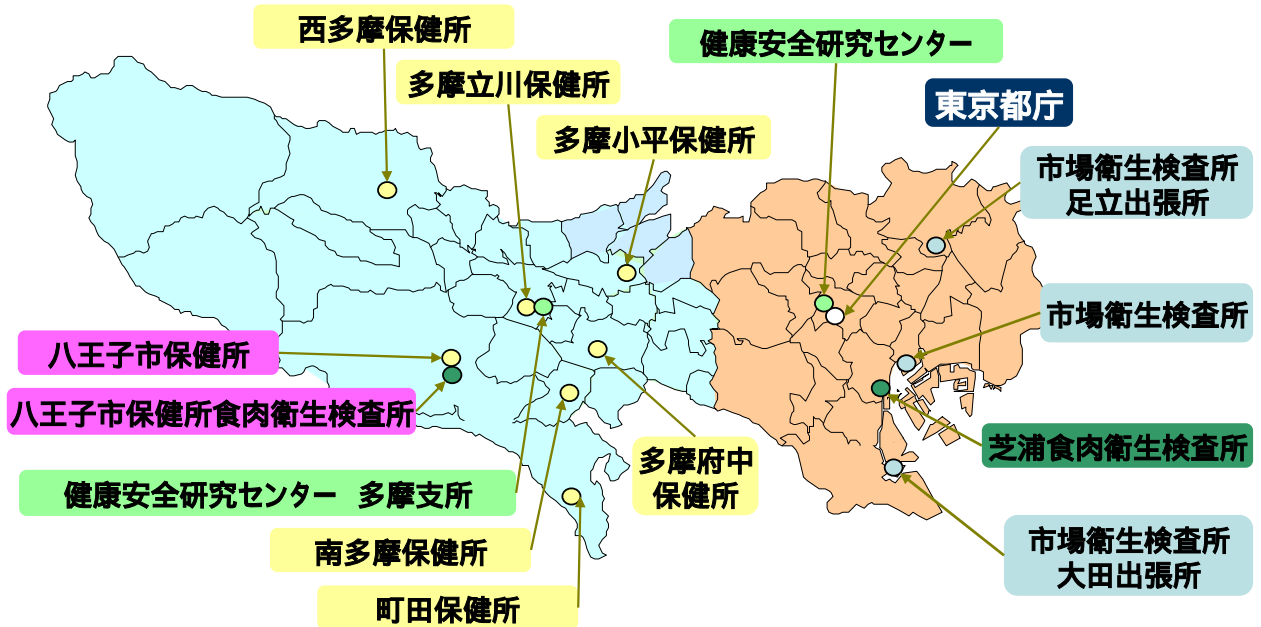 西多摩保健所
健康安全研究センター
多摩立川保健所
東京都庁
多摩小平保健所
市場衛生検査所
足立出張所
市場衛生検査所
八王子市保健所
八王子市保健所食肉衛生検査所
芝浦食肉衛生検査所
多摩府中
保健所
健康安全研究センター　多摩支所
南多摩保健所
市場衛生検査所
大田出張所
町田保健所